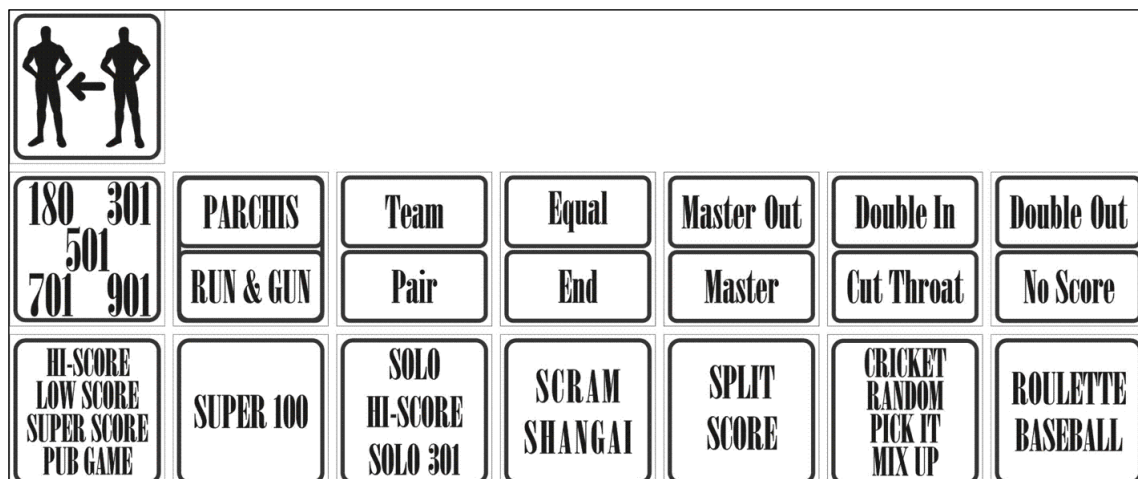 180 301
501
701 901
PARCHIS
RUN & GUN
Team
Pair
Equal
End
Master Out
Master
Double In
Cut Throat
Double Out
No Score
HI-SCORE
LOW SCORE
SUPER SCORE
PUB GAME
SUPER 100
SOLO
HI-SCORE
SOLO 301
SCRAM
SHANGAI
SPLIT
SCORE
CRICKET
RANDOM
PICK IT
MIX UP
ROULETTE
BASEBALL